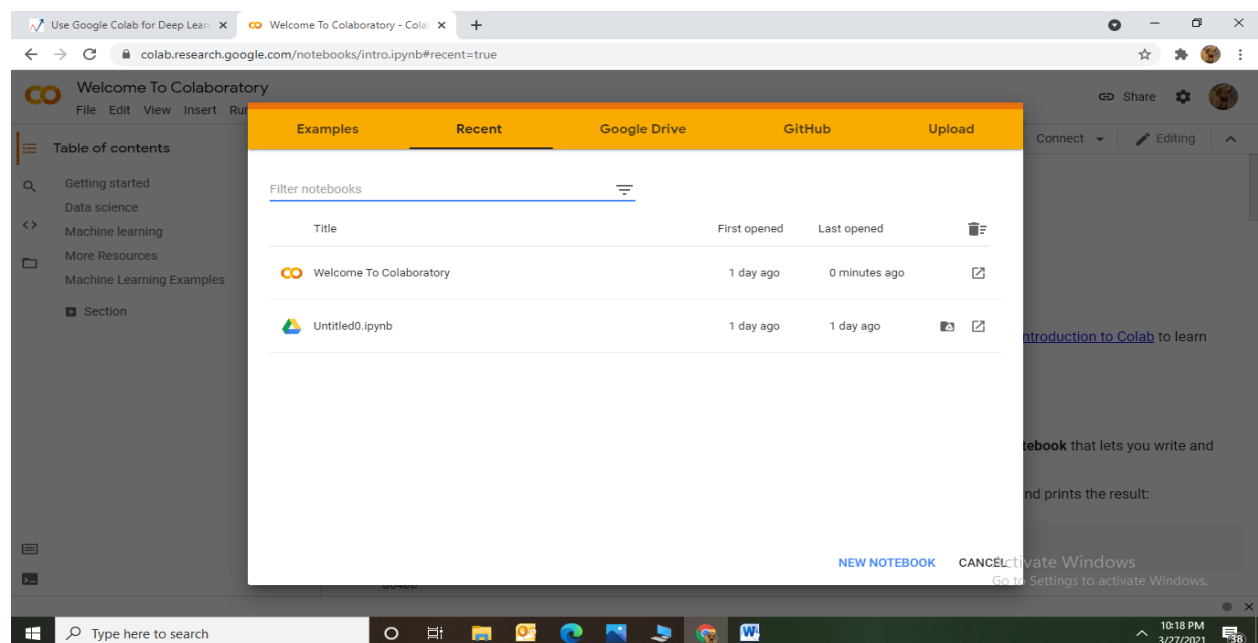 Use Google Colab for Deep Lear
Welcome To Colaboratory - Cola
colab.research.google.com/notebooks/intro.ipynb#recent=true
Welcome To Colaboratory
File Edit View Insert Ru
Share
Connect
Editing
Examples Recent Google Drive GitHub Upload
Table of contents
Getting started
Data science
Machine learning
More Resources
Machine Learning Examples
Section
Filter notebooks
Title First opened Last opened
Welcome To Colaboratory 1 day ago 0 minutes ago
Untitled0.ipynb 1 day ago 1 day ago
ntroduction to Colab to learn
tebook that lets you write and
nd prints the result:
NEW NOTEBOOK CANCEL
Activate Windows
Go to Settings to activate Windows.
Type here to search
10:18 PM
3/27/2021
38